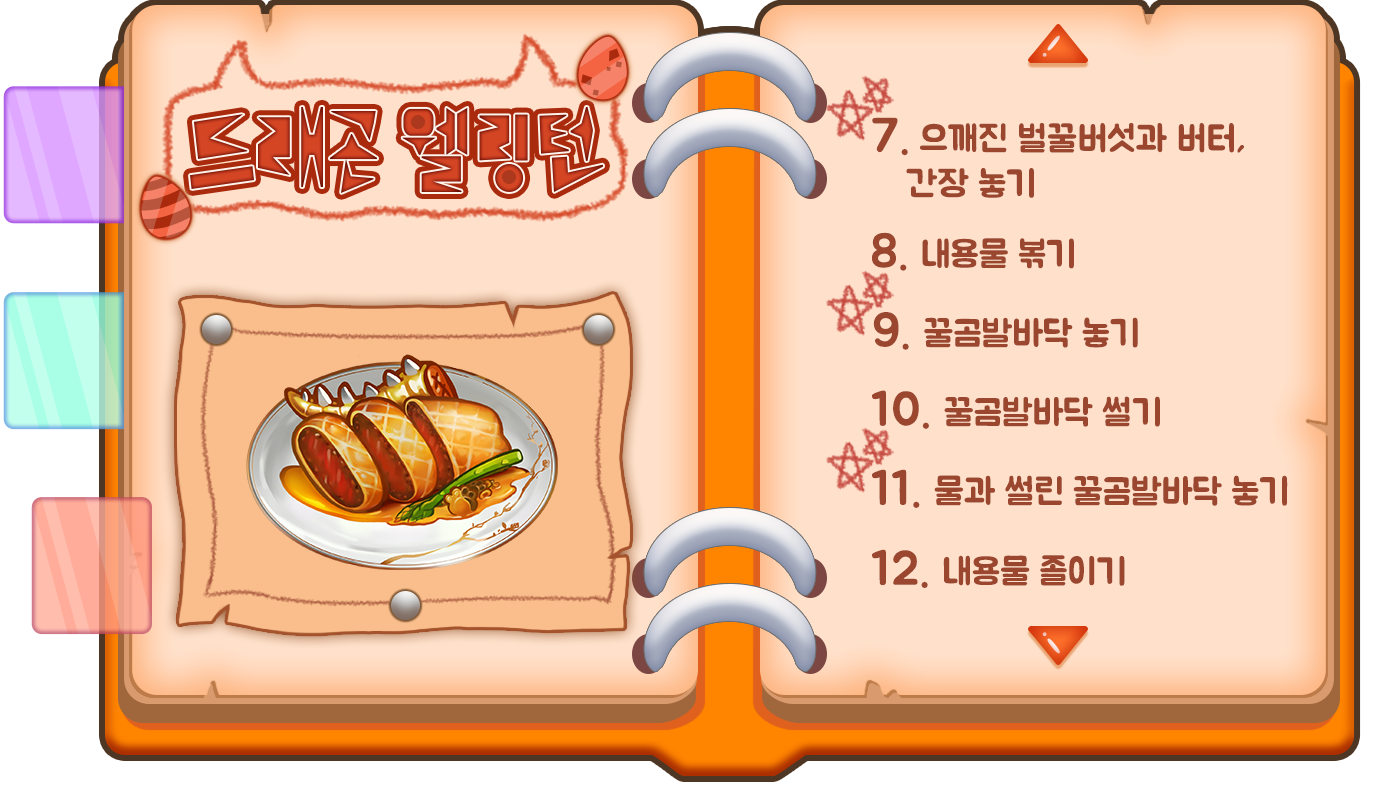 드래곤 웰링턴
7. 으깨진 벌꿀버섯과 버터,
간장 놓기
8. 내용물 볶기
9. 꿀곰발바닥 놓기
10. 꿀곰발바닥 썰기
11. 물과 썰린 꿀곰발바닥 놓기
12. 내용물 졸이기